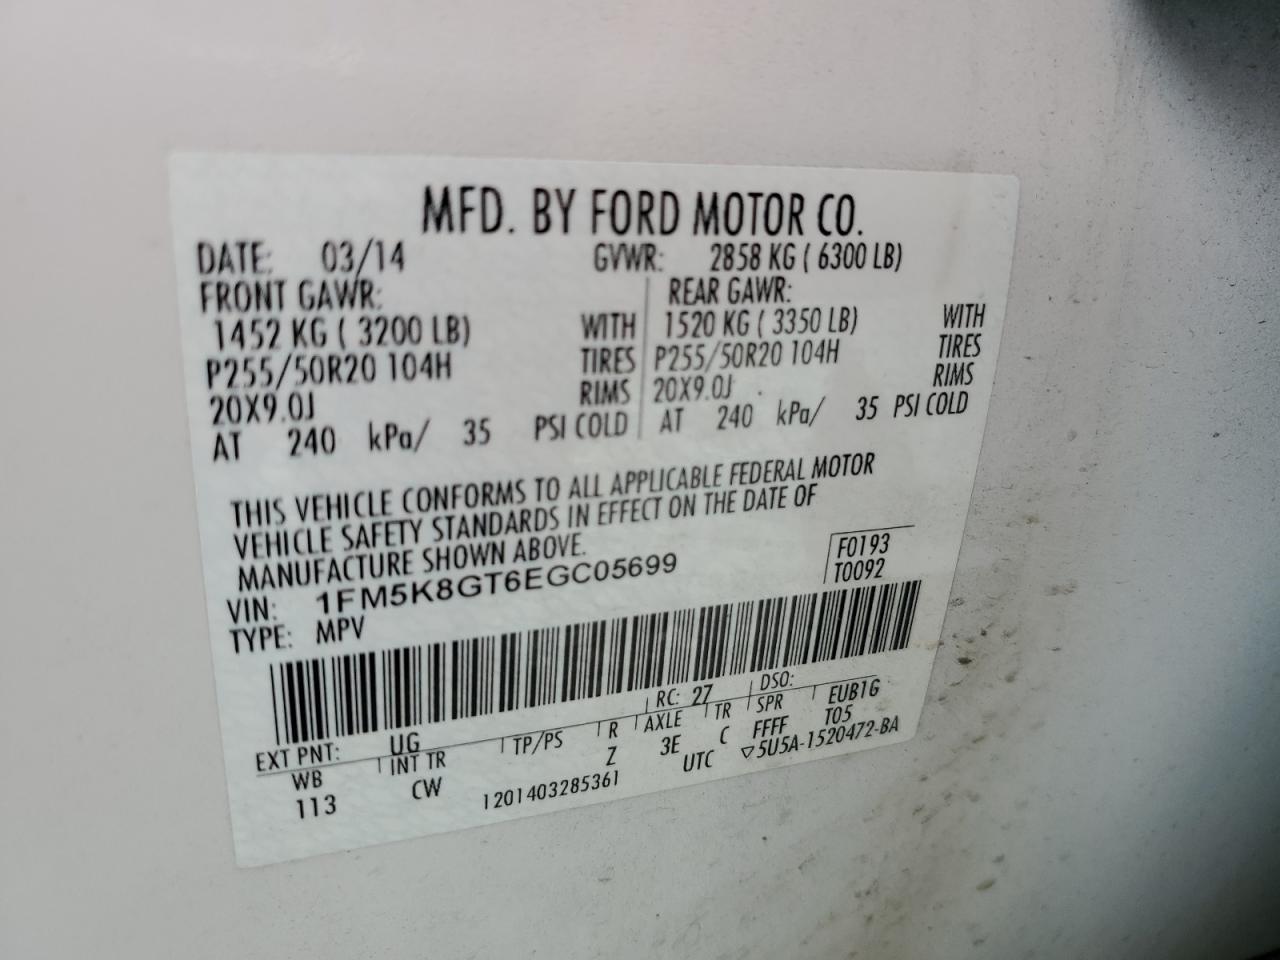 MFD. BY FORD MOTOR CO.
DATE: 03/14 GVWR: 2858 KG ( 6300 LB)
FRONT GAWR: REAR GAWR:
1452 KG ( 3200 LB) WITH 1520 KG ( 3350 LB) WITH
P255/50R20 104H TIRES P255/50R20 104H TIRES
20X9.0J RIMS 20X9.0J RIMS
AT 240 kPa/ 35 PSI COLD AT 240 kPa/ 35 PSI COLD
THIS VEHICLE CONFORMS TO ALL APPLICABLE FEDERAL MOTOR
VEHICLE SAFETY STANDARDS IN EFFECT ON THE DATE OF
MANUFACTURE SHOWN ABOVE.
F0193
VIN: 1FM5K8GT6EGC05699
T0092
TYPE: MPV
EXT PNT: UG RC: 27 DSO:
WB INT TR TP/PS R AXLE TR SPR EUB1G
113 CW Z 3E C FFFF T05
1201403285361 UTC ▽5U5A-1520472-BA